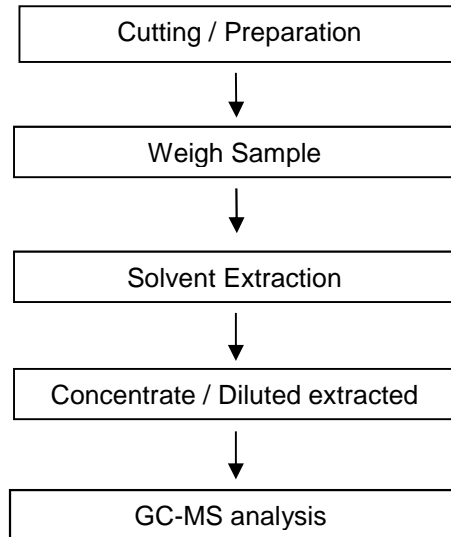 Cutting / Preparation
Weigh Sample
Solvent Extraction
Concentrate / Diluted extracted
GC-MS analysis